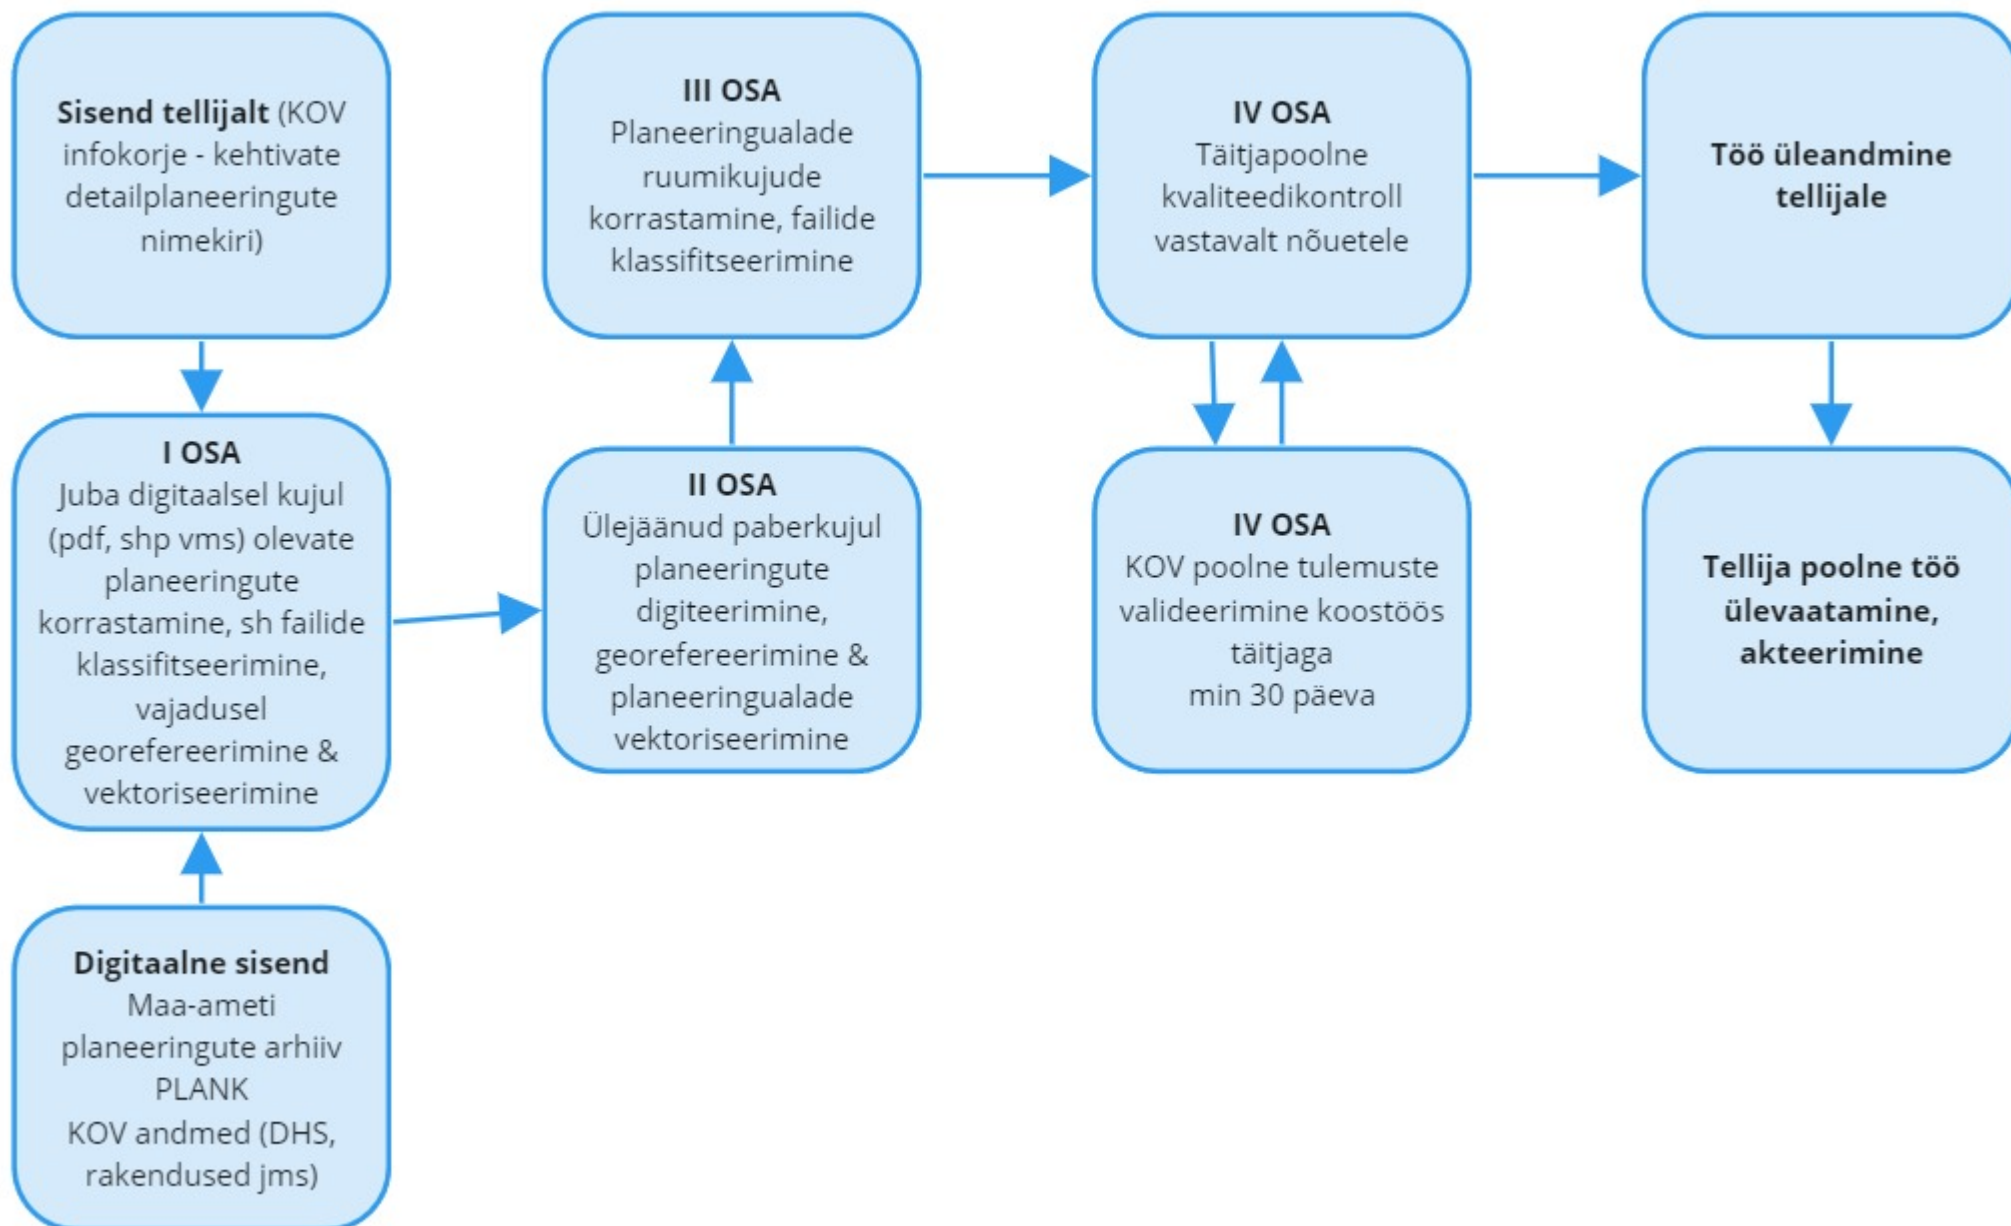 Sisend tellijalt (KOV
infokorje - kehtivate
detailplaneeringute
nimekiri)
I OSA
Juba digitaalsel kujul
(pdf, shp vms) olevate
planeeringute
korrastamine, sh failide
klassifitseerimine,
vajadusel
georefereerimine &
vektoriseerimine
Digitaalne sisend
Maa-ameti
planeeringute arhiiv
PLANK
KOV andmed (DHS,
rakendused jms)
II OSA
Ülejäänud paberkujul
planeeringute
digiteerimine,
georefereerimine &
planeeringualade
vektoriseerimine
III OSA
Planeeringualade
ruumikujude
korrastamine, failide
klassifitseerimine
IV OSA
Täitjapoolne
kvaliteedikontroll
vastavalt nõuetele
IV OSA
KOV poolne tulemuste
valideerimine koostöös
täitjaga
min 30 päeva
Töö üleandmine
tellijale
Tellija poolne töö
ülevaatamine,
akteerimine